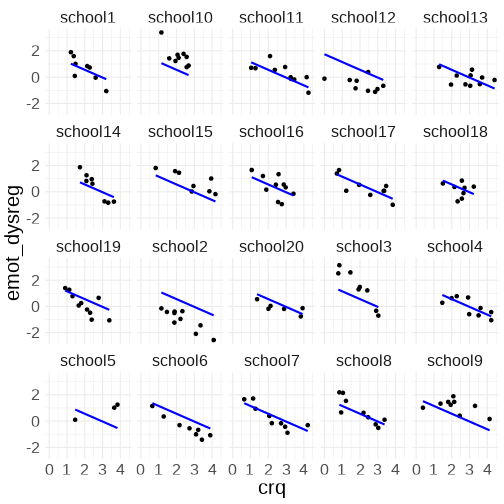 school1 school10 school11 school12 school13
2
0
-2
school14 school15 school16 school17 school18
2
0
-2
school19 school2 school20 school3 school4
2
0
-2
school5 school6 school7 school8 school9
2
0
-2
0 1 2 3 4 0 1 2 3 4 0 1 2 3 4 0 1 2 3 4 0 1 2 3 4
crq
emot_dysreg